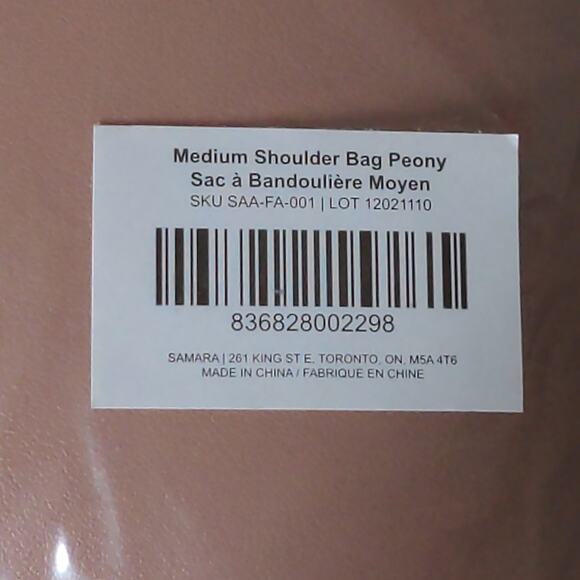 Medium Shoulder Bag Peony
Sac à Bandoulière Moyen
SKU SAA-FA-001 | LOT 12021110
836828002298
SAMARA | 261 KING ST E, TORONTO, ON, M5A 4T6
MADE IN CHINA / FABRIQUE EN CHINE